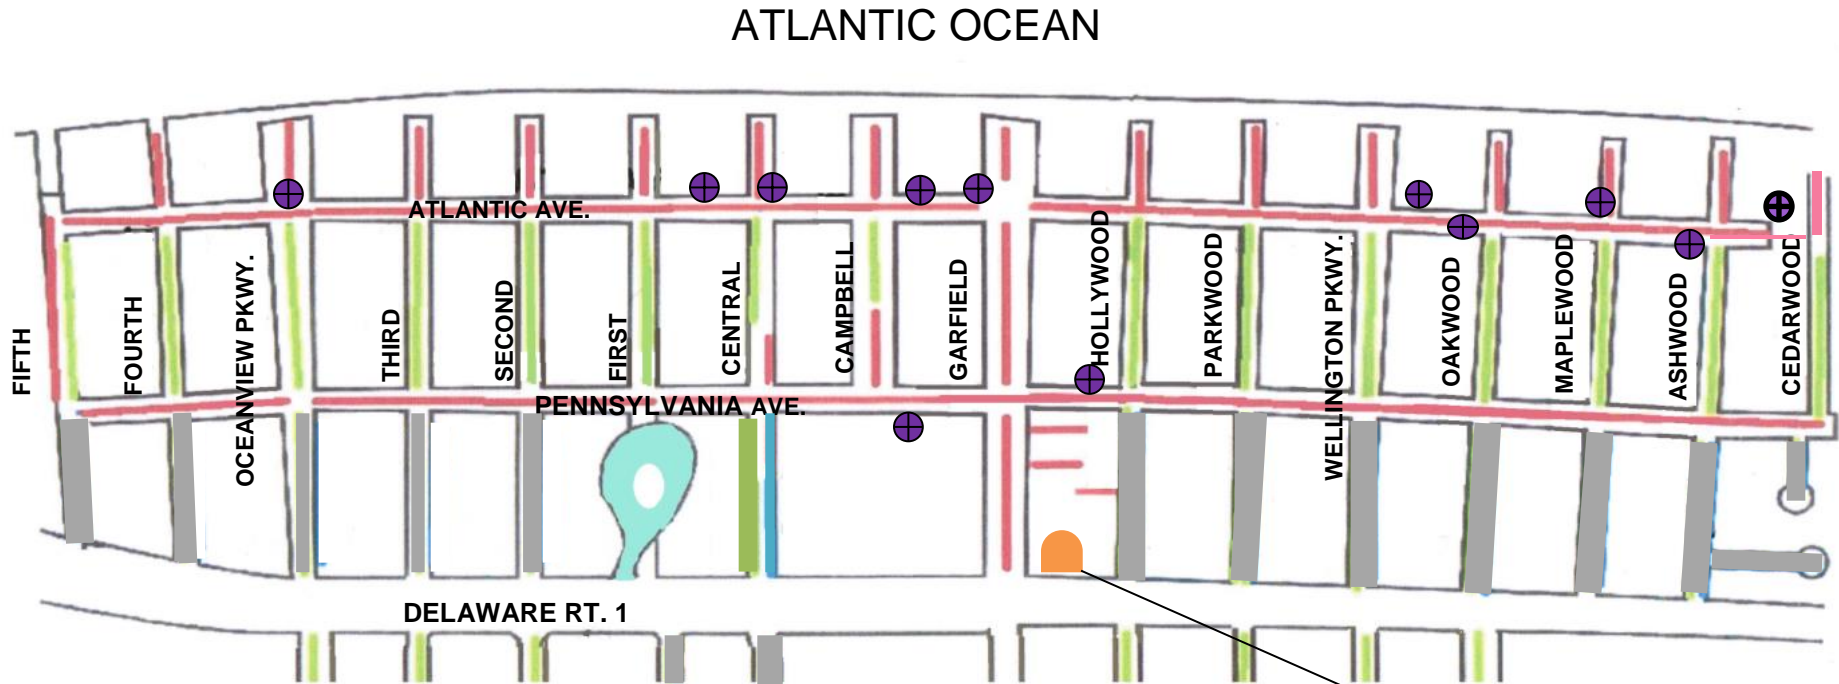 ATLANTIC OCEAN
ATLANTIC AVE.
FIFTH
FOURTH
OCEANVIEW PKWY.
THIRD
SECOND
FIRST
CENTRAL
CAMPBELL
GARFIELD
HOLLYWOOD
PARKWOOD
WELLINGTON PKWY.
OAKWOOD
MAPLEWOOD
ASHWOOD
CEDARWOOD
PENNSYLVANIA AVE.
DELAWARE RT. 1